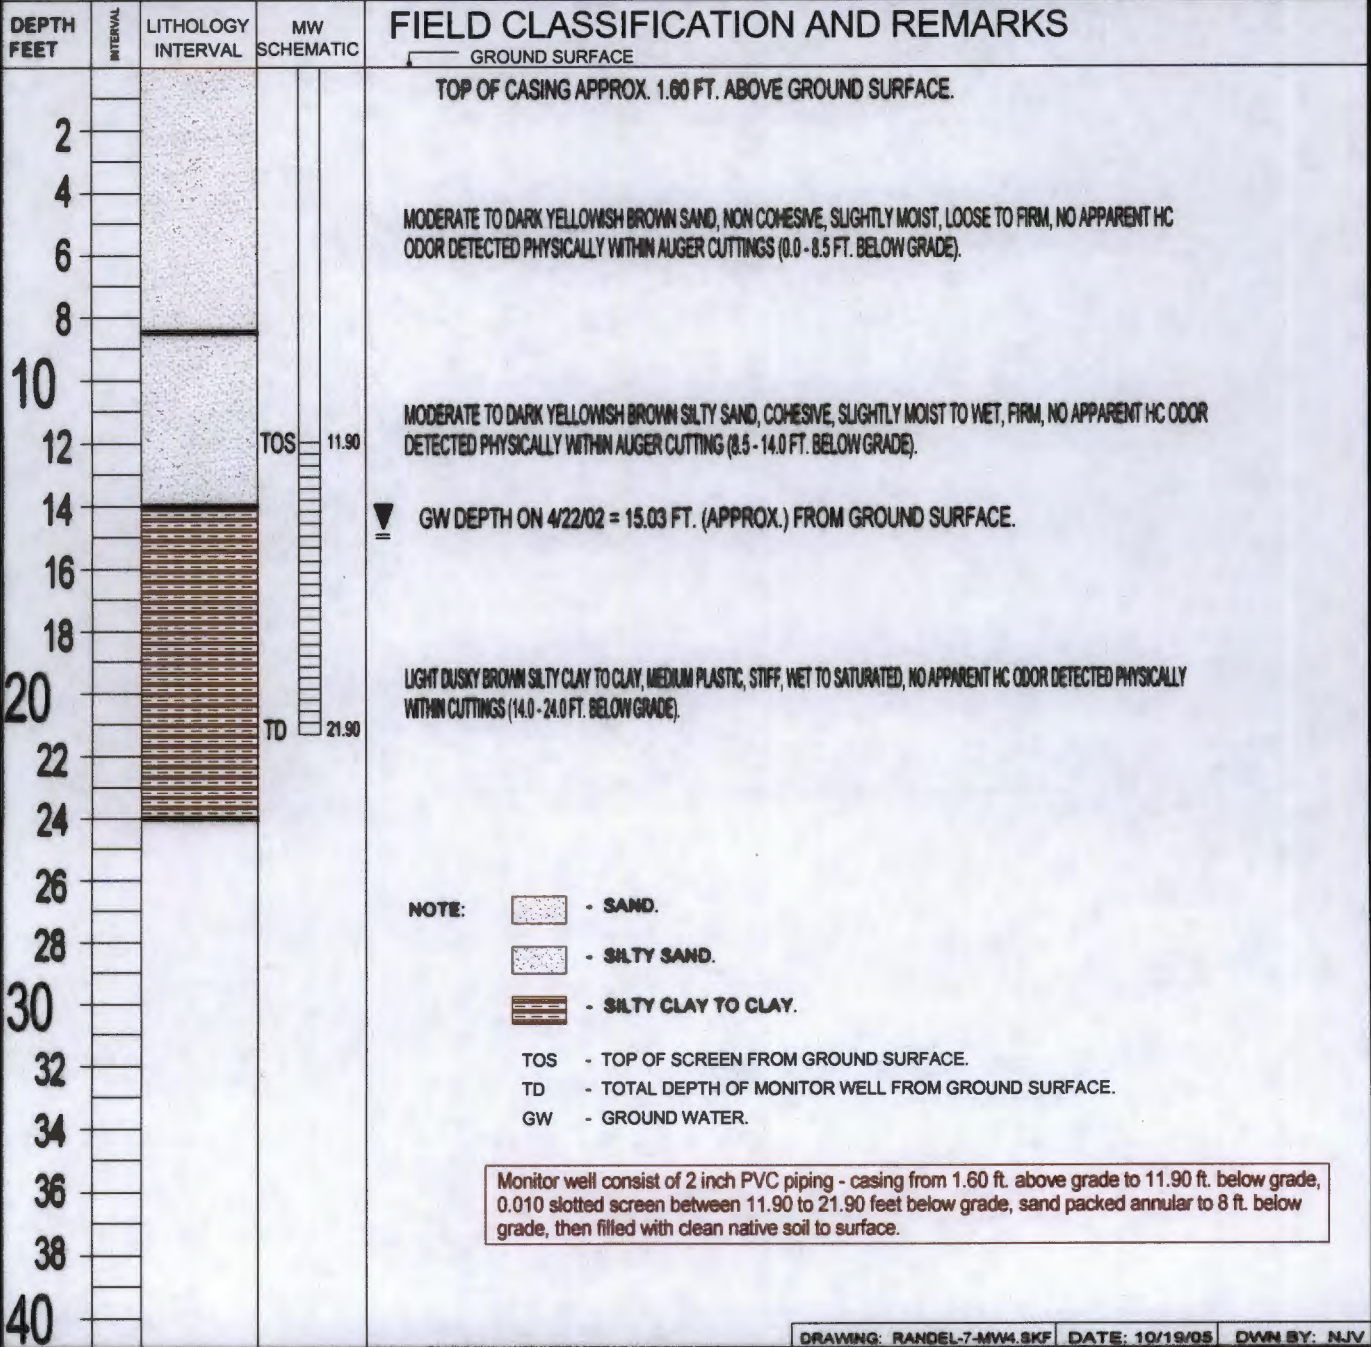 DEPTH FEET
INTERVAL
LITHOLOGY INTERVAL
MW SCHEMATIC
FIELD CLASSIFICATION AND REMARKS
GROUND SURFACE
TOP OF CASING APPROX. 1.60 FT. ABOVE GROUND SURFACE.
2
4
MODERATE TO DARK YELLOWISH BROWN SAND, NON COHESIVE, SLIGHTLY MOIST, LOOSE TO FIRM, NO APPARENT HC
ODOR DETECTED PHYSICALLY WITHIN AUGER CUTTINGS (0.0 - 8.5 FT. BELOW GRADE).
6
8
10
MODERATE TO DARK YELLOWISH BROWN SILTY SAND, COHESIVE, SLIGHTLY MOIST TO WET, FIRM, NO APPARENT HC ODOR
12
TOS 11.90
DETECTED PHYSICALLY WITHIN AUGER CUTTING (8.5 - 14.0 FT. BELOW GRADE).
14
GW DEPTH ON 4/22/02 = 15.03 FT. (APPROX.) FROM GROUND SURFACE.
16
18
LIGHT DUSKY BROWN SILTY CLAY TO CLAY, MEDIUM PLASTIC, STIFF, WET TO SATURATED, NO APPARENT HC ODOR DETECTED PHYSICALLY
20
WITHIN CUTTINGS (14.0 - 24.0 FT. BELOW GRADE).
TD 21.90
22
24
26
NOTE: - SAND.
28
- SILTY SAND.
30
- SILTY CLAY TO CLAY.
32
TOS - TOP OF SCREEN FROM GROUND SURFACE.
TD - TOTAL DEPTH OF MONITOR WELL FROM GROUND SURFACE.
34
GW - GROUND WATER.
36
Monitor well consist of 2 inch PVC piping - casing from 1.60 ft. above grade to 11.90 ft. below grade,
0.010 slotted screen between 11.90 to 21.90 feet below grade, sand packed annular to 8 ft. below
grade, then filled with clean native soil to surface.
38
40
DRAWING: RANDEL-7-MW4.SKF DATE: 10/19/05 DWN BY: NJV